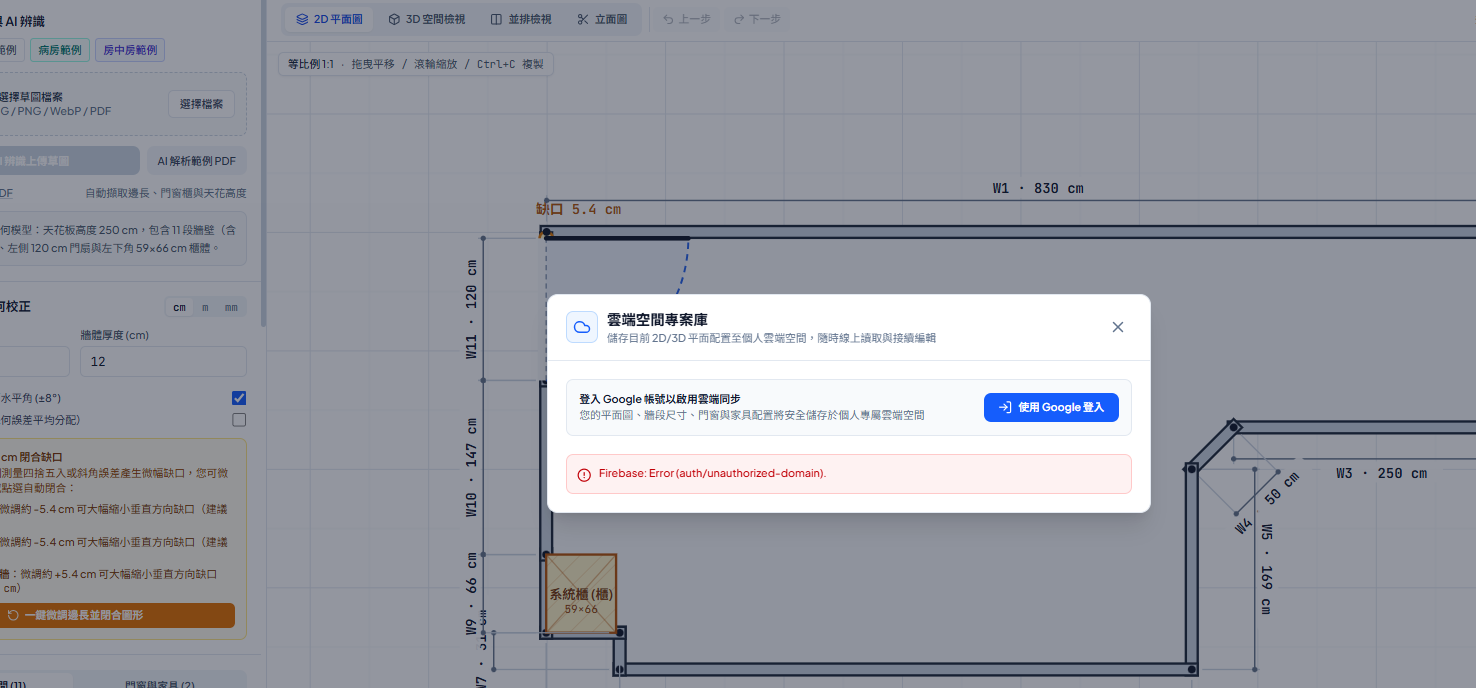 AI 辨識
2D 平面圖
3D 空間檢視
並排檢視
立面圖
上一步
下一步
範例
病房範例
房中房範例
等比例 1:1 · 拖曳平移 / 滾輪縮放 / Ctrl+C 複製
選擇草圖檔案
G / PNG / WebP / PDF
選擇檔案
辨識上傳草圖
AI 解析範例 PDF
DF
自動擷取邊長、門窗櫃與天花高度
何模型：天花板高度 250 cm，包含 11 段牆壁（含
、左側 120 cm 門扇與左下角 59×66 cm 櫃體。
何校正
cm
m
mm
牆體厚度 (cm)
12
水平角 (±8°)
何誤差平均分配）
cm 閉合缺口
測量四捨五入或斜角誤差產生微幅缺口，您可微
點選自動閉合：
微調約 -5.4 cm 可大幅縮小垂直方向缺口（建議
微調約 -5.4 cm 可大幅縮小垂直方向缺口（建議
牆：微調約 +5.4 cm 可大幅縮小垂直方向缺口
cm）
一鍵微調邊長並閉合圖形
(11)
門窗與家具 (2)
W1 · 830 cm
缺口 5.4 cm
W11 · 120 cm
W10 · 147 cm
W9 · 66 cm
W7 · 31 cm
系統櫃 (櫃)
59×66
W3 · 250 cm
W4
50 cm
W5 · 169 cm
雲端空間專案庫
儲存目前 2D/3D 平面配置至個人雲端空間，隨時線上讀取與接續編輯
登入 Google 帳號以啟用雲端同步
您的平面圖、牆段尺寸、門窗與家具配置將安全儲存於個人專屬雲端空間
使用 Google 登入
Firebase: Error (auth/unauthorized-domain).